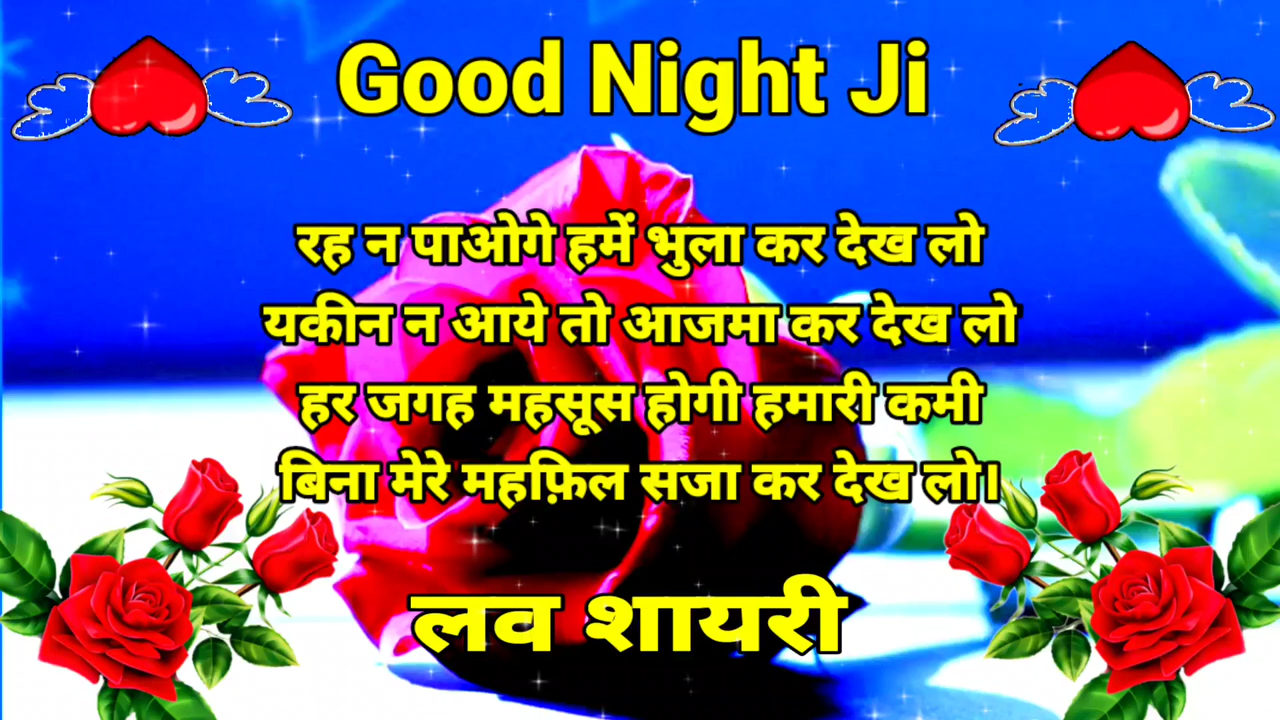 Good Night Ji
रह न पाओगे हमें भुला कर देख लो
यकीन न आये तो आजमा कर देख लो
हर जगह महसूस होगी हमारी कमी
बिना मेरे महफ़िल सजा कर देख लो।
लव शायरी